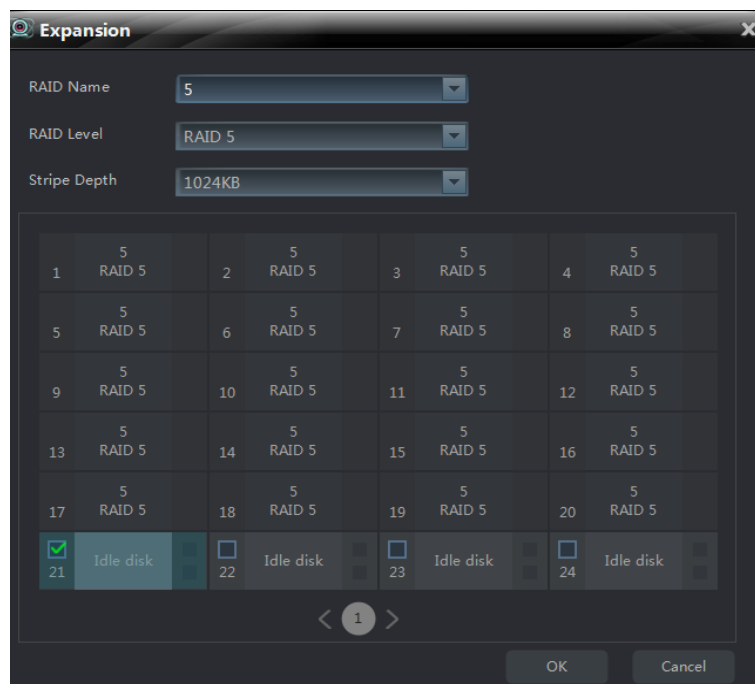 Expansion
RAID Name 5
RAID Level RAID 5
Stripe Depth 1024KB
5 5 5 5
1 RAID 5 2 RAID 5 3 RAID 5 4 RAID 5
5 5 5 5
5 RAID 5 6 RAID 5 7 RAID 5 8 RAID 5
5 5 5 5
9 RAID 5 10 RAID 5 11 RAID 5 12 RAID 5
5 5 5 5
13 RAID 5 14 RAID 5 15 RAID 5 16 RAID 5
5 5 5 5
17 RAID 5 18 RAID 5 19 RAID 5 20 RAID 5
Idle disk Idle disk Idle disk Idle disk
21 22 23 24
< 1 >
OK Cancel